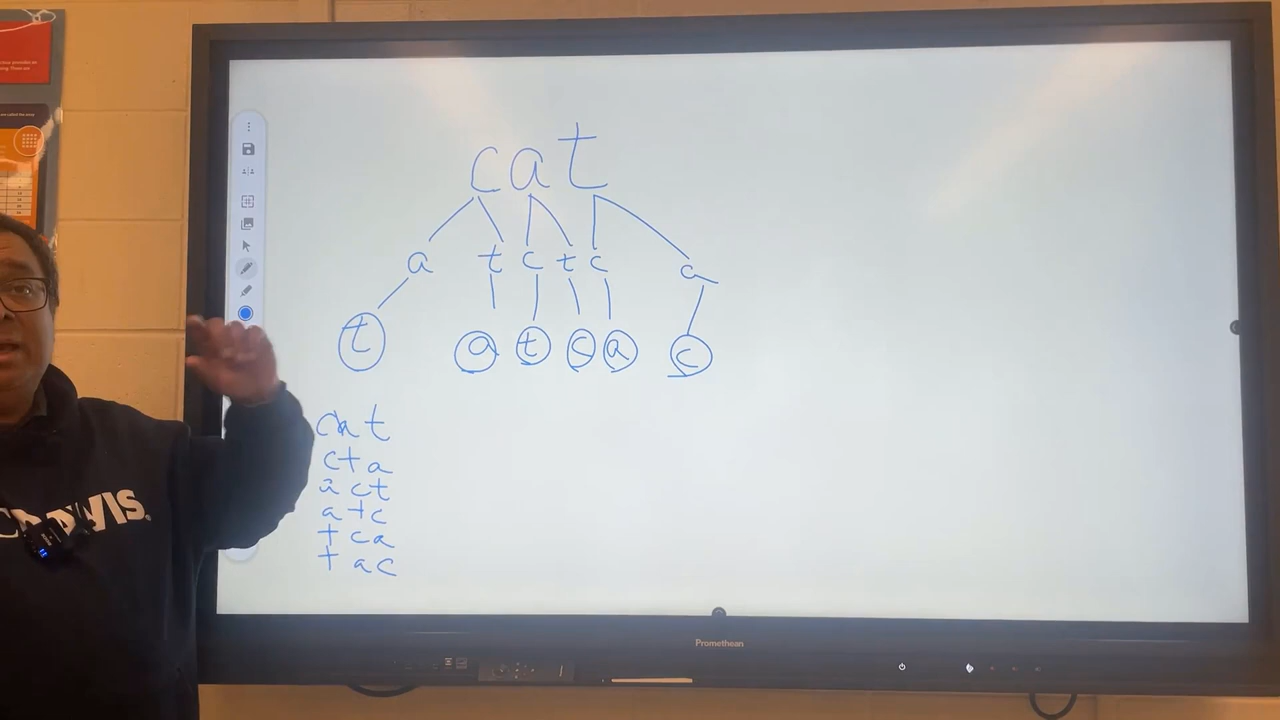 cat
a t c t c a
t a t c a c
cat
cta
act
atc
tca
tac
Promethean